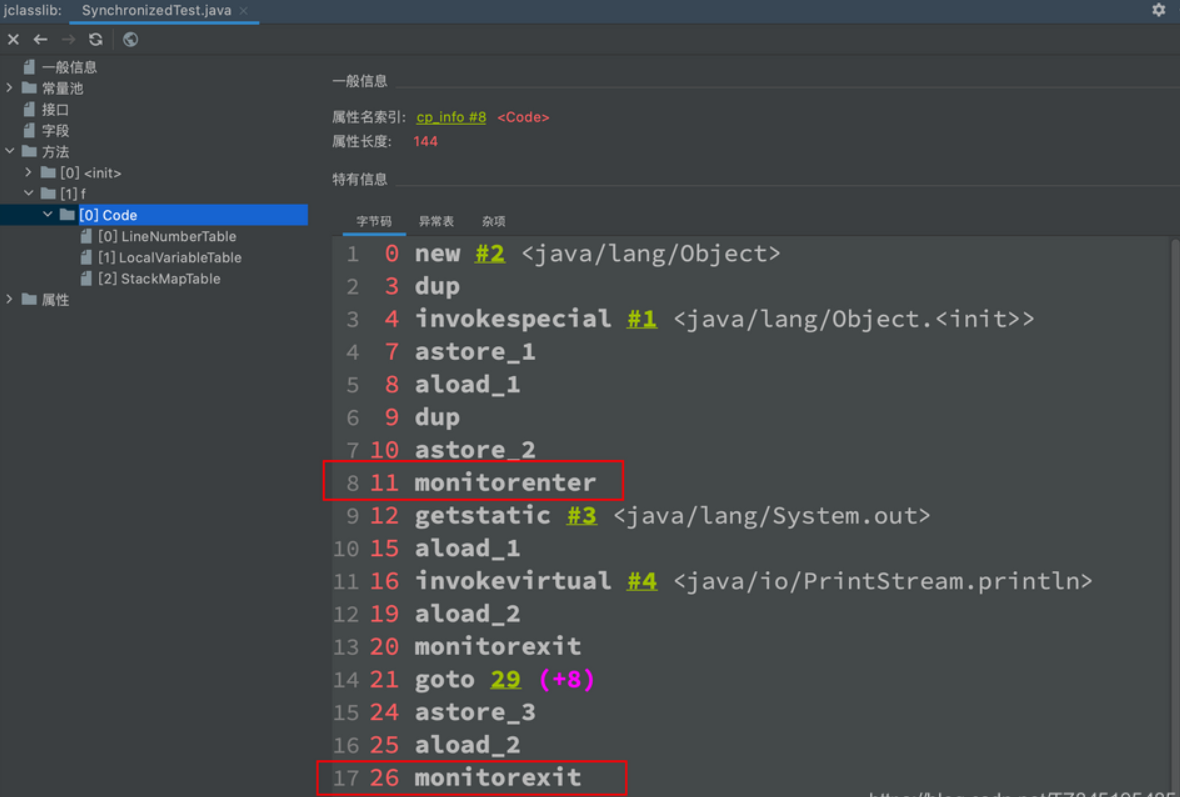 jclasslib: SynchronizedTest.java
一般信息
常量池
接口
字段
方法
[0] <init>
[1] f
[0] Code
[0] LineNumberTable
[1] LocalVariableTable
[2] StackMapTable
属性
一般信息
属性名索引: cp_info #8 <Code>
属性长度: 144
特有信息
字节码 异常表 杂项
1 0 new #2 <java/lang/Object>
2 3 dup
3 4 invokespecial #1 <java/lang/Object.<init>>
4 7 astore_1
5 8 aload_1
6 9 dup
7 10 astore_2
8 11 monitorenter
9 12 getstatic #3 <java/lang/System.out>
10 15 aload_1
11 16 invokevirtual #4 <java/io/PrintStream.println>
12 19 aload_2
13 20 monitorexit
14 21 goto 29 (+8)
15 24 astore_3
16 25 aload_2
17 26 monitorexit